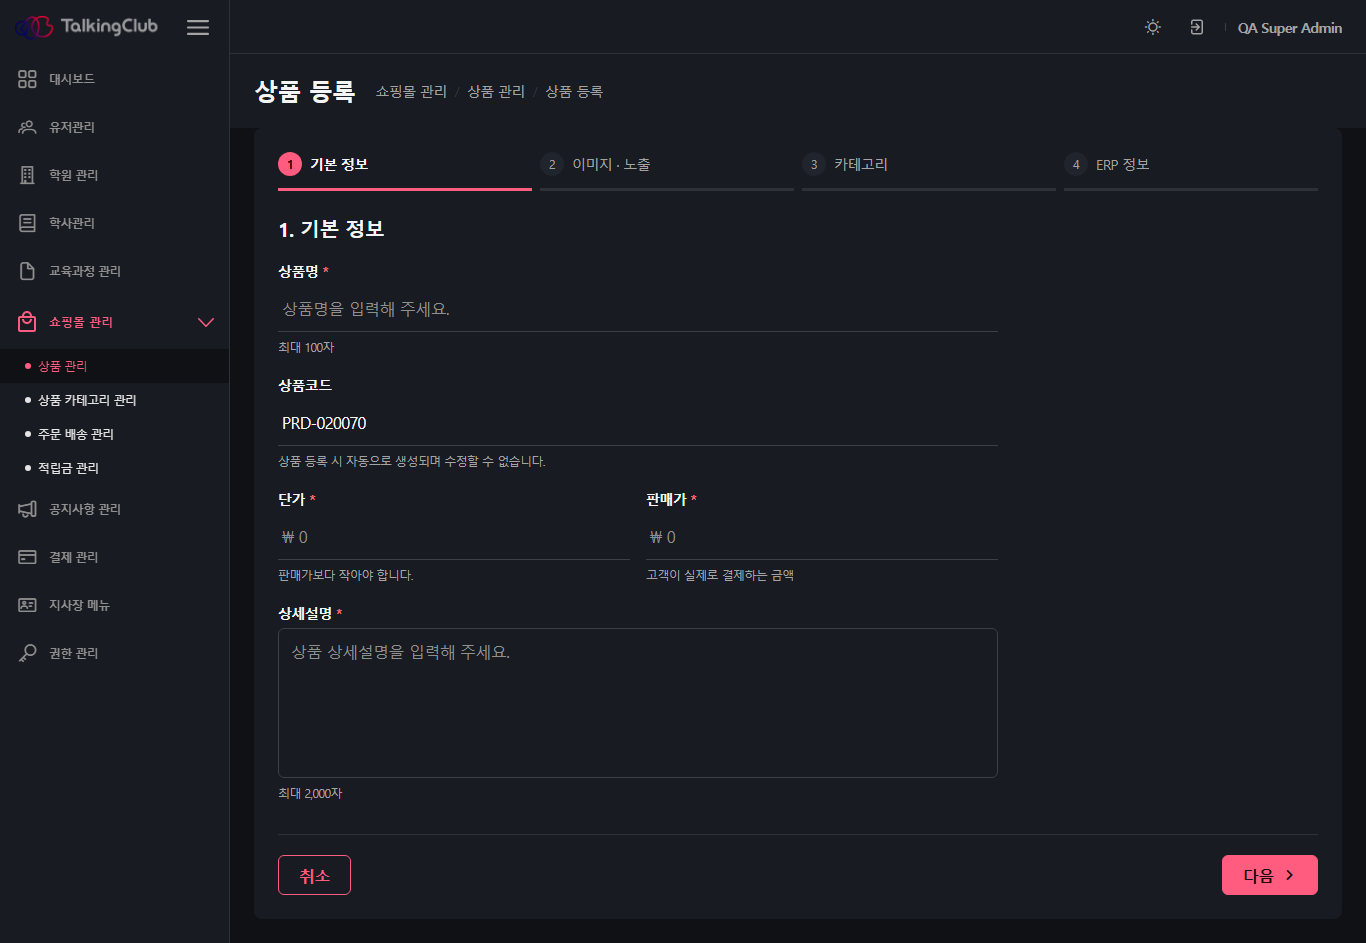 TalkingClub
QA Super Admin
대시보드
유저관리
학원 관리
학사관리
교육과정 관리
쇼핑몰 관리
상품 관리
상품 카테고리 관리
주문 배송 관리
적립금 관리
공지사항 관리
결제 관리
지사장 메뉴
권한 관리
상품 등록
쇼핑몰 관리 / 상품 관리 / 상품 등록
1 기본 정보
2 이미지 · 노출
3 카테고리
4 ERP 정보
1. 기본 정보
상품명 *
상품명을 입력해 주세요.
최대 100자
상품코드
PRD-020070
상품 등록 시 자동으로 생성되며 수정할 수 없습니다.
단가 *
₩ 0
판매가보다 작아야 합니다.
판매가 *
₩ 0
고객이 실제로 결제하는 금액
상세설명 *
상품 상세설명을 입력해 주세요.
최대 2,000자
취소
다음